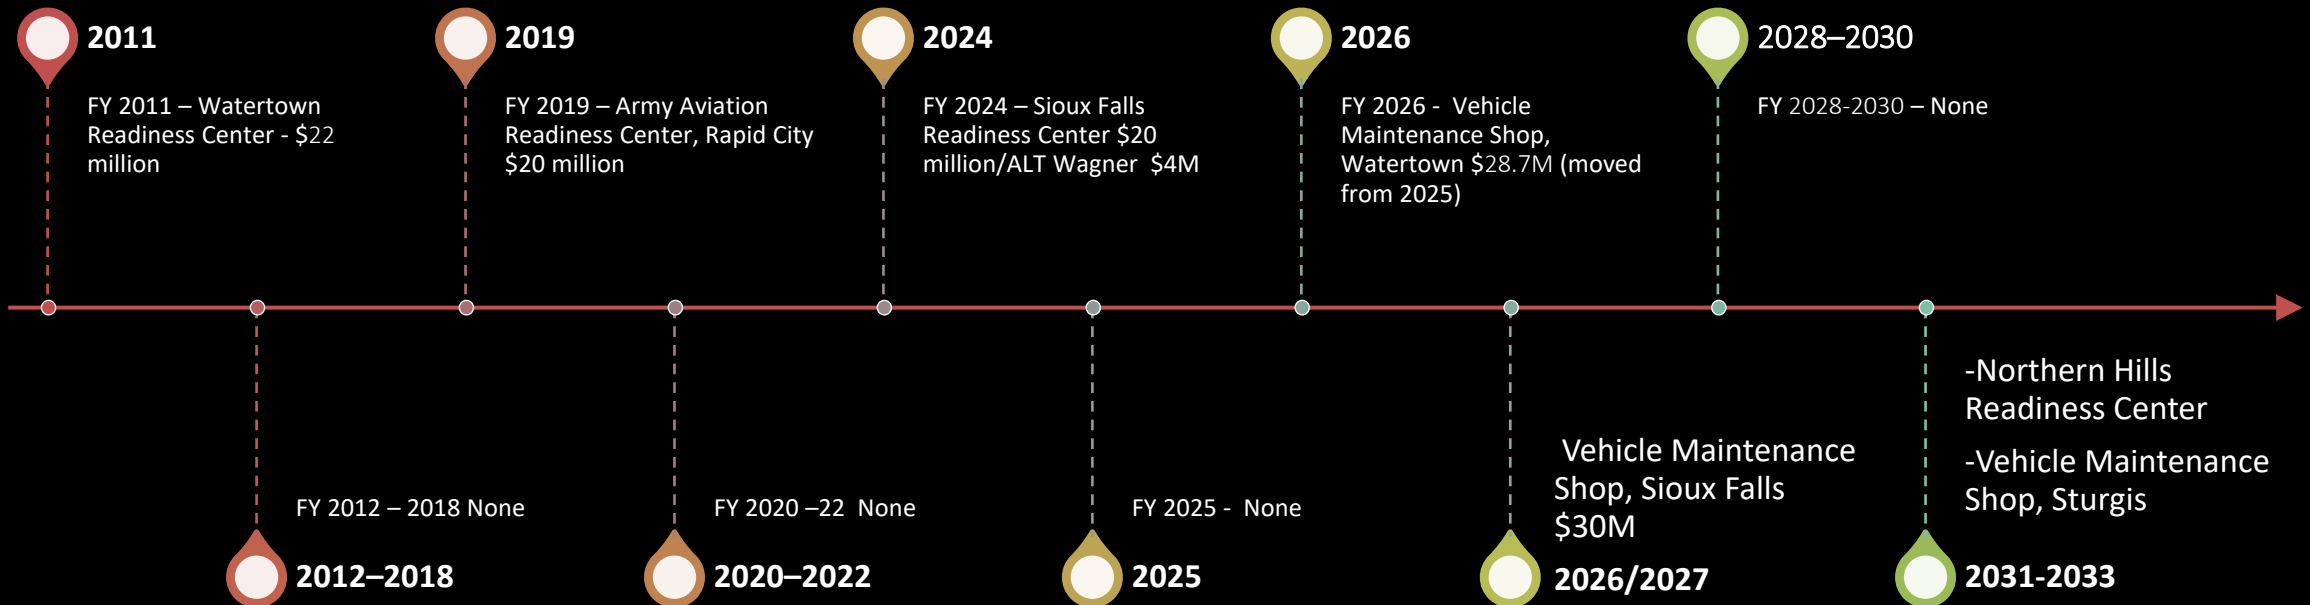 2011
FY 2011 – Watertown
Readiness Center - $22
million
2019
FY 2019 – Army Aviation
Readiness Center, Rapid City
$20 million
2024
FY 2024 – Sioux Falls
Readiness Center $20
million/ALT Wagner  $4M
2026
FY 2026 -  Vehicle
Maintenance Shop,
Watertown $28.7M (moved
from 2025)
2028–2030
FY 2028-2030 – None
FY 2012 – 2018 None
2012–2018
FY 2020 –22  None
2020–2022
FY 2025 -  None
2025
Vehicle Maintenance
Shop, Sioux Falls
$30M
2026/2027
-Northern Hills
Readiness Center
-Vehicle Maintenance
Shop, Sturgis
2031-2033